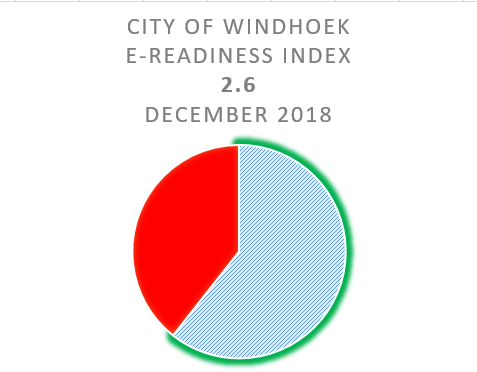 CITY OF WINDHOEK
E-READINESS INDEX
2.6
DECEMBER 2018